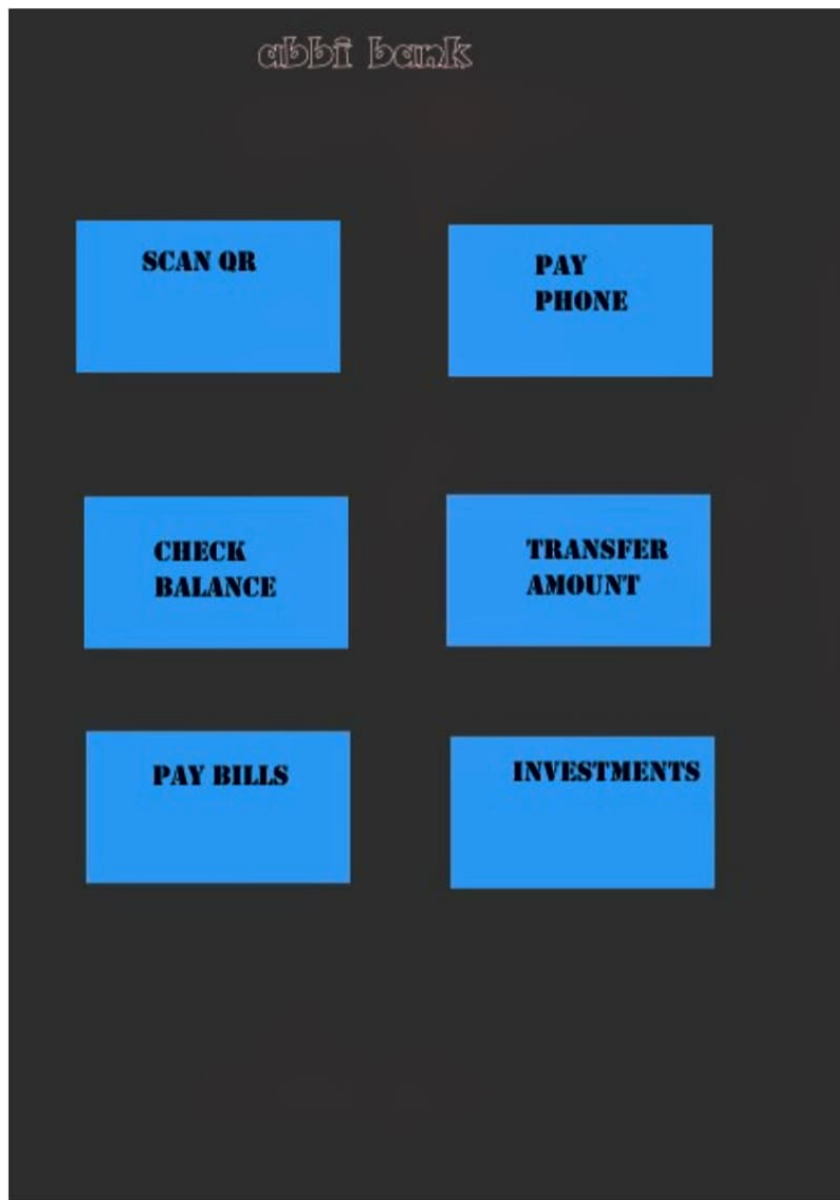 abbi bank
SCAN QR
PAY
PHONE
CHECK
BALANCE
TRANSFER
AMOUNT
PAY BILLS
INVESTMENTS